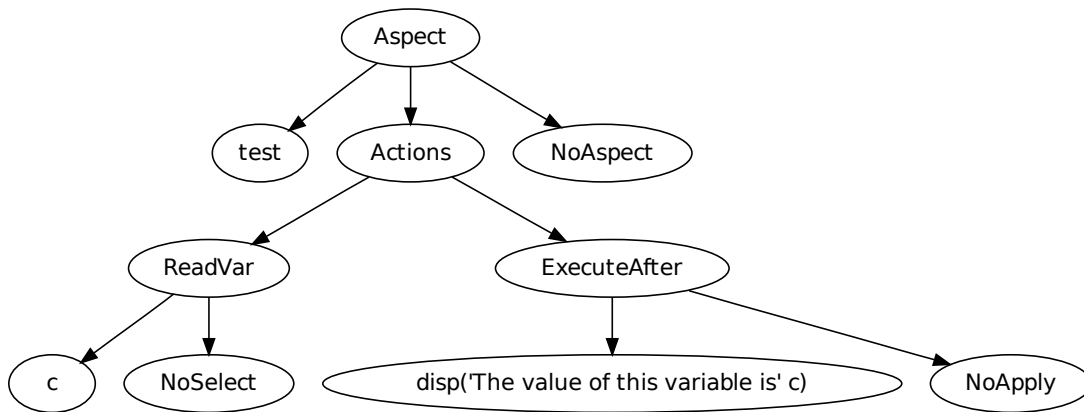 Aspect
test
Actions
NoAspect
ReadVar
ExecuteAfter
c
NoSelect
disp('The value of this variable is' c)
NoApply